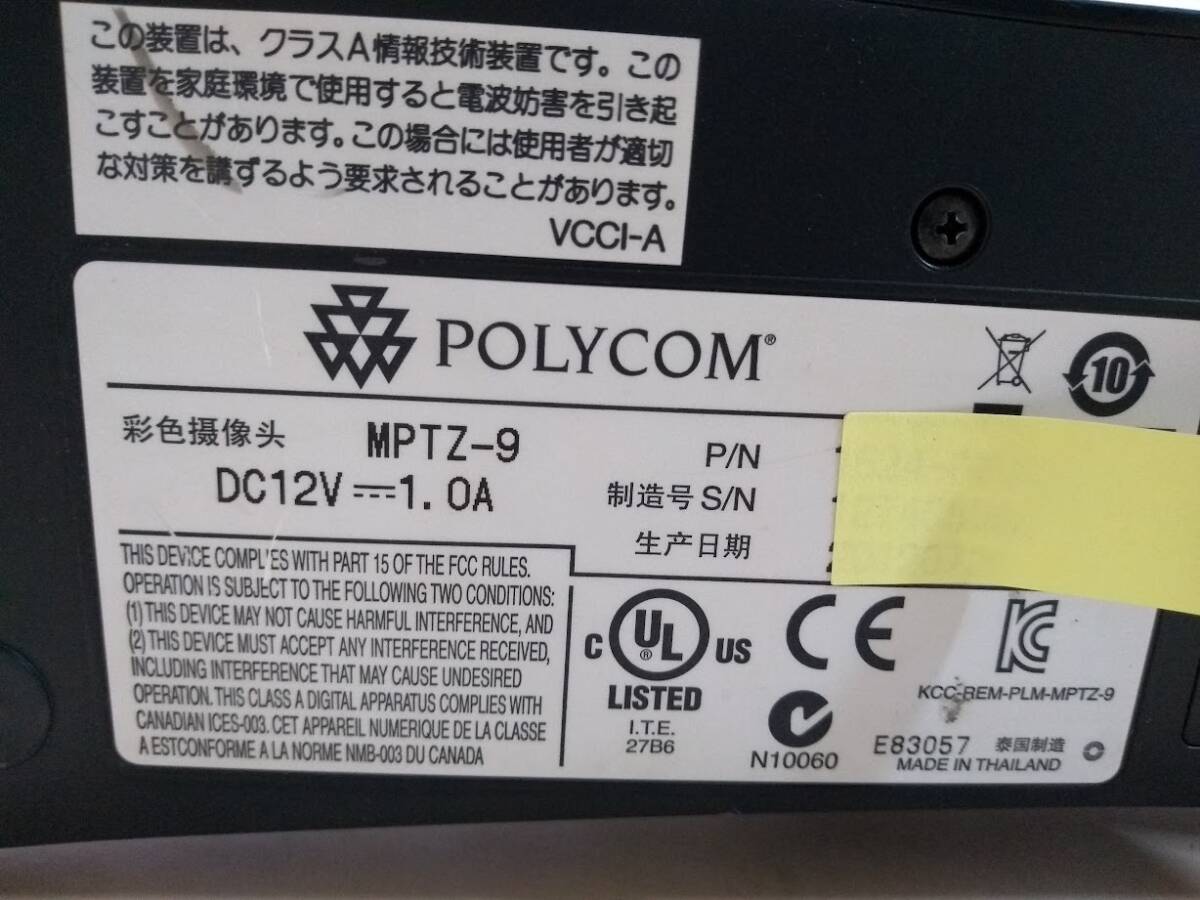 この装置は、クラスA情報技術装置です。この
装置を家庭環境で使用すると電波妨害を引き起
こすことがあります。この場合には使用者が適切
な対策を講ずるよう要求されることがあります。
VCCI-A
POLYCOM®
10
彩色摄像头 MPTZ-9
DC12V⎓1.0A
P/N
制造号 S/N
生产日期
THIS DEVICE COMPLIES WITH PART 15 OF THE FCC RULES.
OPERATION IS SUBJECT TO THE FOLLOWING TWO CONDITIONS:
(1) THIS DEVICE MAY NOT CAUSE HARMFUL INTERFERENCE, AND
(2) THIS DEVICE MUST ACCEPT ANY INTERFERENCE RECEIVED,
INCLUDING INTERFERENCE THAT MAY CAUSE UNDESIRED
OPERATION. THIS CLASS A DIGITAL APPARATUS COMPLIES WITH
CANADIAN ICES-003. CET APPAREIL NUMERIQUE DE LA CLASSE
A ESTCONFORME A LA NORME NMB-003 DU CANADA
C UL® US
LISTED
I.T.E.
27B6
CE
N10060
KC
KCC-REM-PLM-MPTZ-9
E83057 泰国制造
MADE IN THAILAND